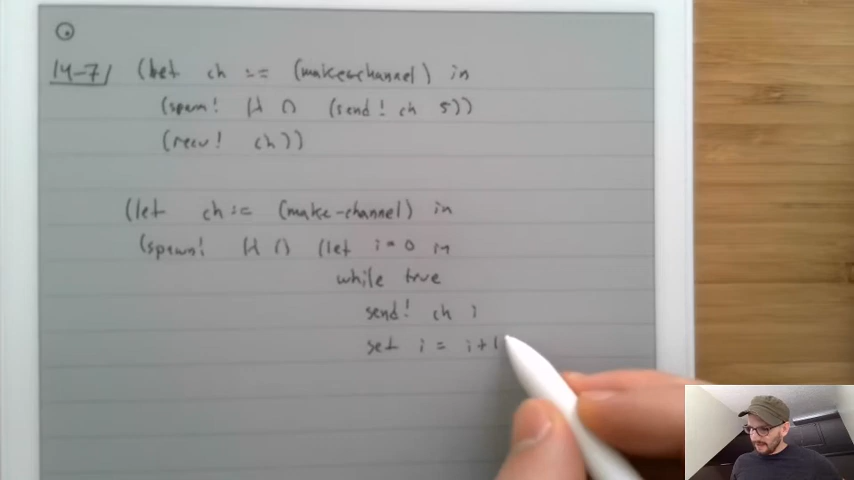 14-7/ (let ch := (make-channel) in
(spawn! (λ () (send! ch 5))
(recv! ch))
(let ch := (make-channel) in
(spawn! (λ () (let i = 0 in
while true
send! ch i
set i = i+1